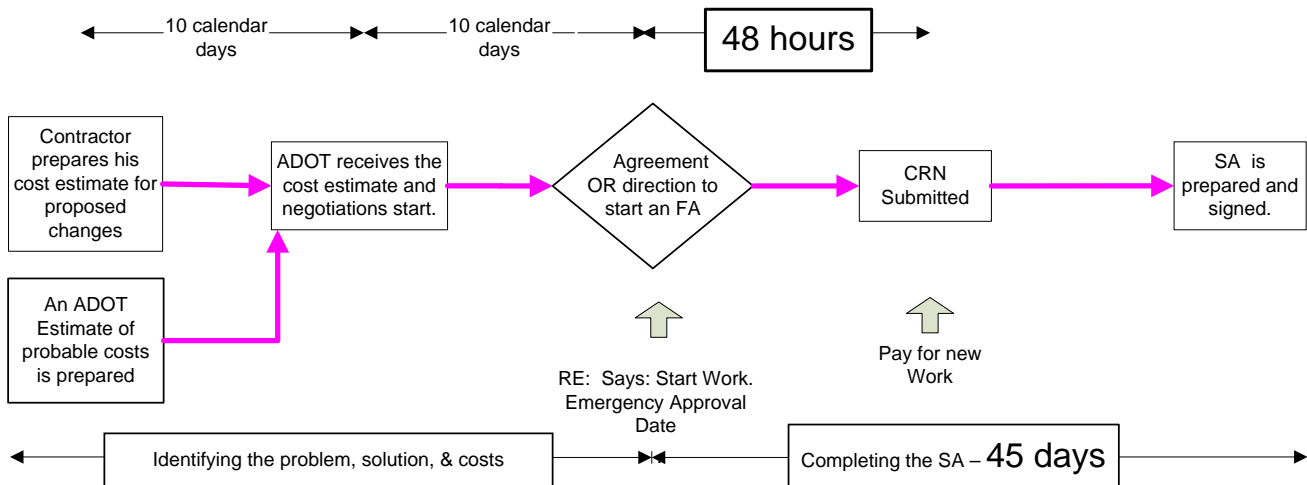 10 calendar
days
10 calendar
days
48 hours
Contractor
prepares his
cost estimate for
proposed
changes
ADOT receives the
cost estimate and
negotiations start.
Agreement
OR direction to
start an FA
CRN
Submitted
SA is
prepared and
signed.
An ADOT
Estimate of
probable costs
is prepared
RE: Says: Start Work.
Emergency Approval
Date
Pay for new
Work
Identifying the problem, solution, & costs
Completing the SA – 45 days